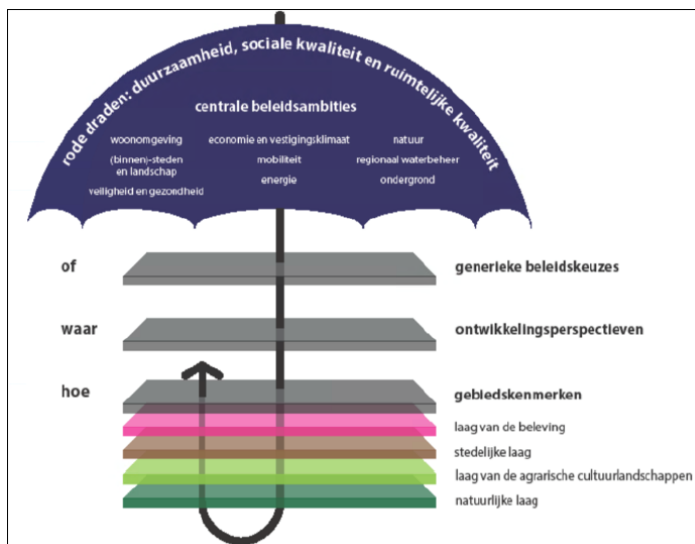 rode draden: duurzaamheid, sociale kwaliteit en ruimtelijke kwaliteit
centrale beleidsambities
woonomgeving
(binnen)-steden
en landschap
veiligheid en gezondheid
economie en vestigingsklimaat
mobiliteit
energie
natuur
regionaal waterbeheer
ondergrond
of
generieke beleidskeuzes
waar
ontwikkelingsperspectieven
hoe
gebiedskenmerken
laag van de beleving
stedelijke laag
laag van de agrarische cultuurlandschappen
natuurlijke laag